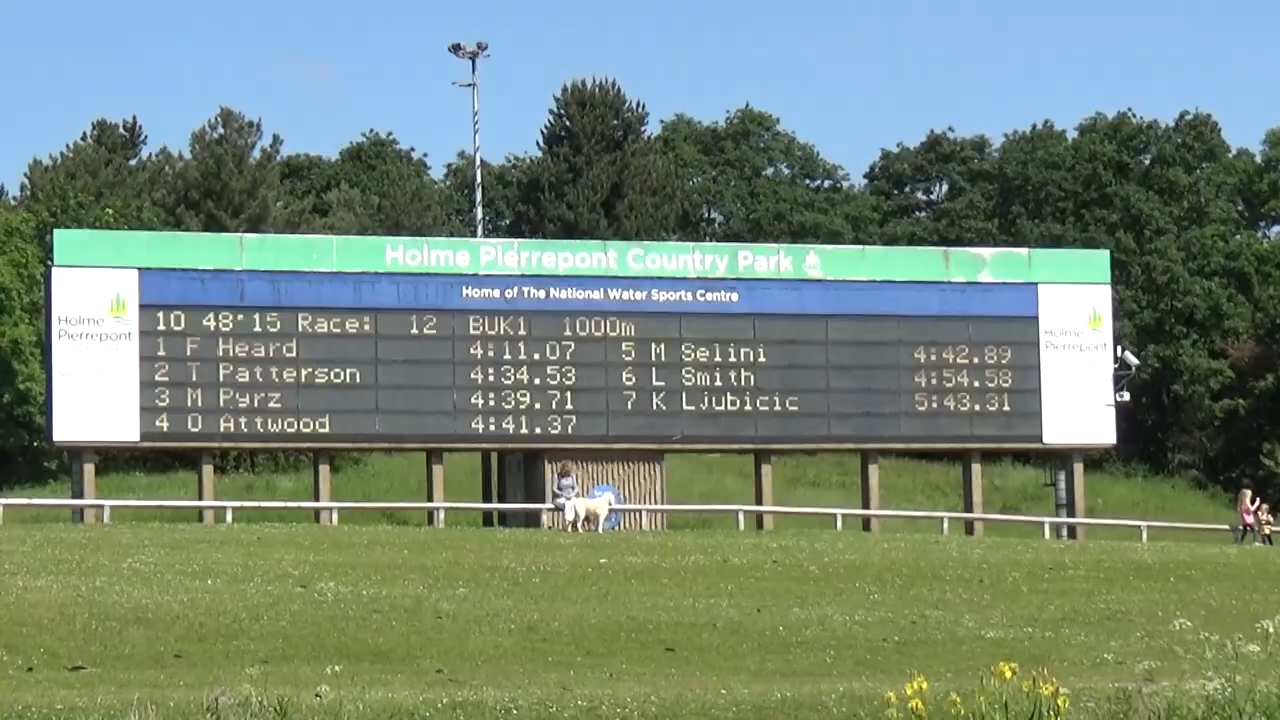 Holme Pierrepont Country Park
Home of The National Water Sports Centre
Holme
Pierrepont
10 48'15 Race: 12 BUK1 1000m
1 F Heard 4:11.07 5 M Selini 4:42.89
2 T Patterson 4:34.53 6 L Smith 4:54.58
3 M Pyrz 4:39.71 7 K Ljubicic 5:43.31
4 O Attwood 4:41.37
Holme
Pierrepont